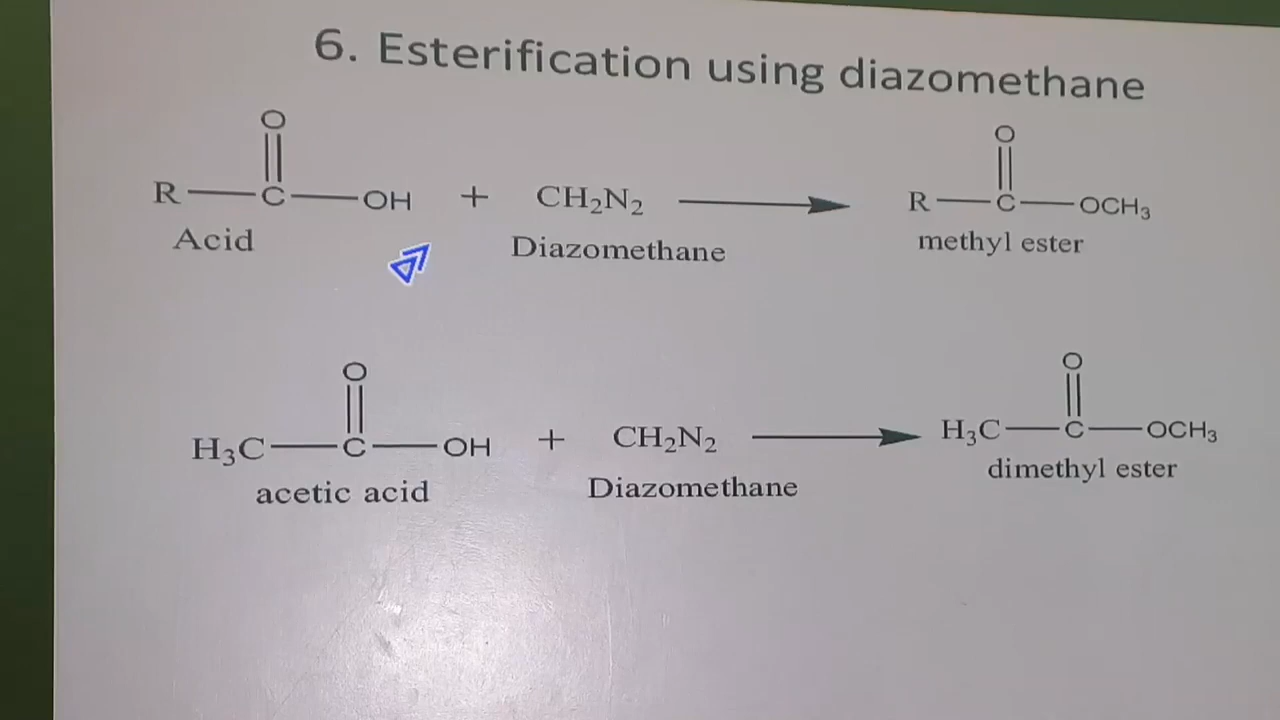 6. Esterification using diazomethane
O
O
R C OH + CH₂N₂ R C OCH₃
Acid Diazomethane methyl ester
O
O
H₃C C OH + CH₂N₂ H₃C C OCH₃
acetic acid Diazomethane dimethyl ester